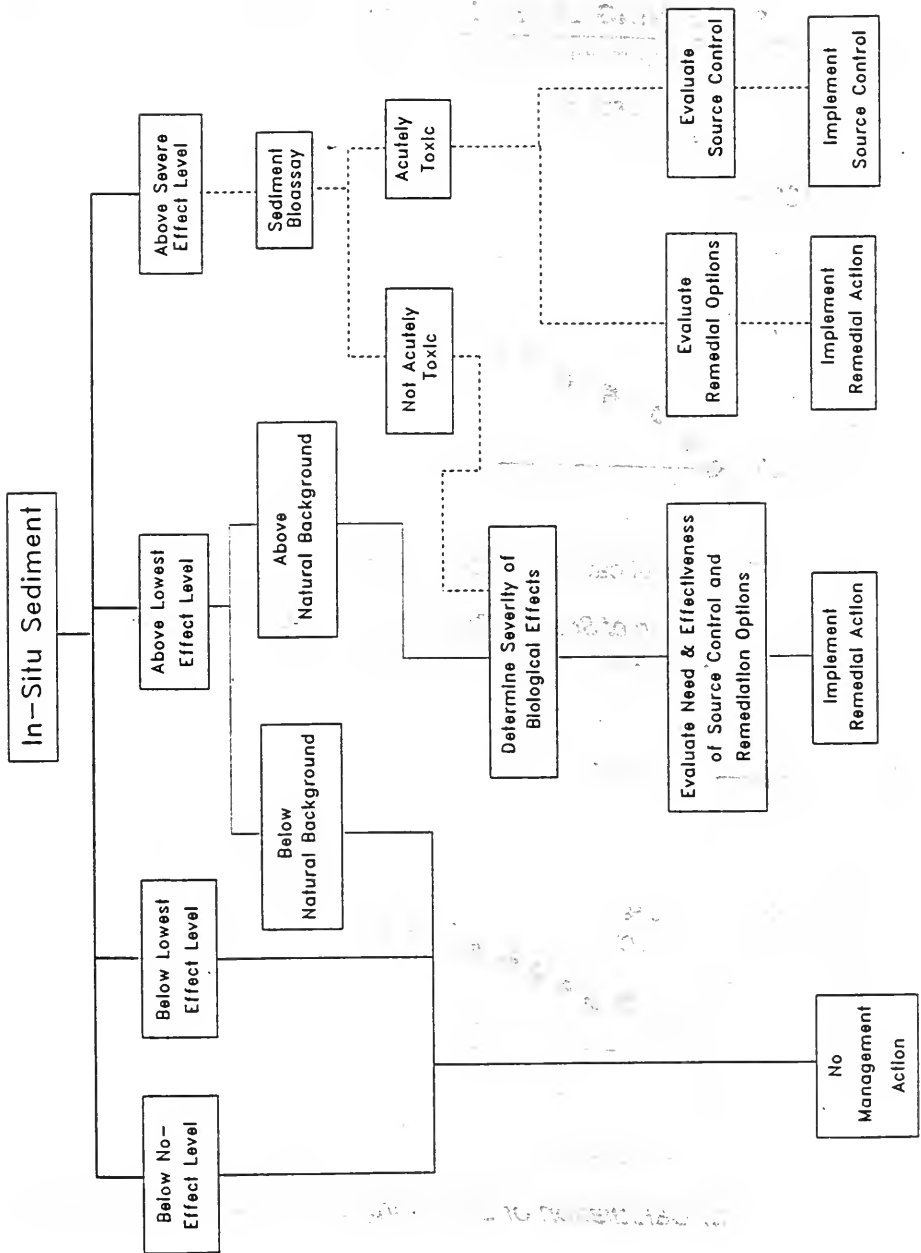 In-Situ Sediment
Below No-
Effect Level
Below Lowest
Effect Level
Above Lowest
Effect Level
Above Severe
Effect Level
Sediment
Bioassay
Below
Natural Background
Above
Natural Background
Not Acutely
Toxic
Acutely
Toxic
Determine Severity of
Biological Effects
Evaluate Need & Effectiveness
of Source Control and
Remediation Options
Evaluate
Remedial Options
Evaluate
Source Control
No
Management
Action
Implement
Remedial Action
Implement
Remedial Action
Implement
Source Control